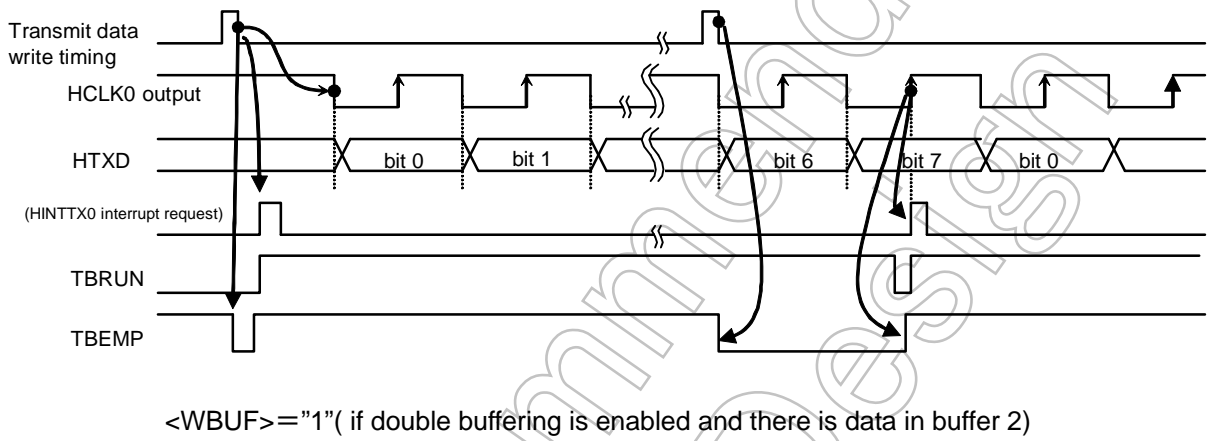 Transmit data
write timing
HCLK0 output
HTXD
bit 0
bit 1
bit 6
bit 7
bit 0
(HINTTX0 interrupt request)
TBRUN
TBEMP
<WBUF>＝”1”( if double buffering is enabled and there is data in buffer 2)